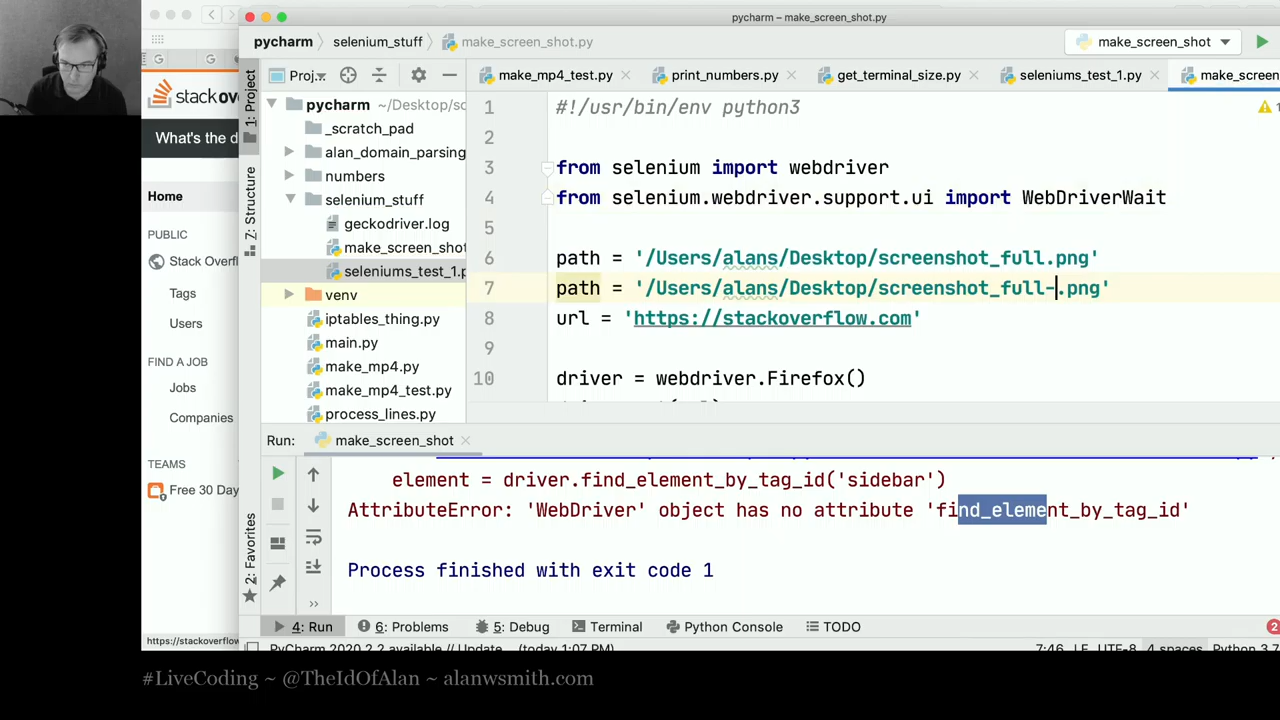 pycharm – make_screen_shot.py
pycharm
selenium_stuff
make_screen_shot.py
make_screen_shot
1: Project
Proj..
make_mp4_test.py
print_numbers.py
get_terminal_size.py
seleniums_test_1.py
make_screen
stackove
What's the d
Home
PUBLIC
Stack Overfl
Tags
Users
FIND A JOB
Jobs
Companies
TEAMS
Free 30 Day
https://stackoverflow
7: Structure
2: Favorites
pycharm ~/Desktop/sc
_scratch_pad
alan_domain_parsing
numbers
selenium_stuff
geckodriver.log
make_screen_shot
seleniums_test_1.p
venv
iptables_thing.py
main.py
make_mp4.py
make_mp4_test.py
process_lines.py
1 #!/usr/bin/env python3
2
3 from selenium import webdriver
4 from selenium.webdriver.support.ui import WebDriverWait
5
6 path = '/Users/alans/Desktop/screenshot_full.png'
7 path = '/Users/alans/Desktop/screenshot_full-.png'
8 url = 'https://stackoverflow.com'
9
10 driver = webdriver.Firefox()
Run: make_screen_shot
element = driver.find_element_by_tag_id('sidebar')
AttributeError: 'WebDriver' object has no attribute 'find_element_by_tag_id'
Process finished with exit code 1
4: Run
6: Problems
5: Debug
Terminal
Python Console
TODO
2
PyCharm 2020.2.2 available // Update... (today 1:07 PM)
7:46 LF UTF-8 4 spaces Python 3.7
#LiveCoding ~ @TheIdOfAlan ~ alanwsmith.com